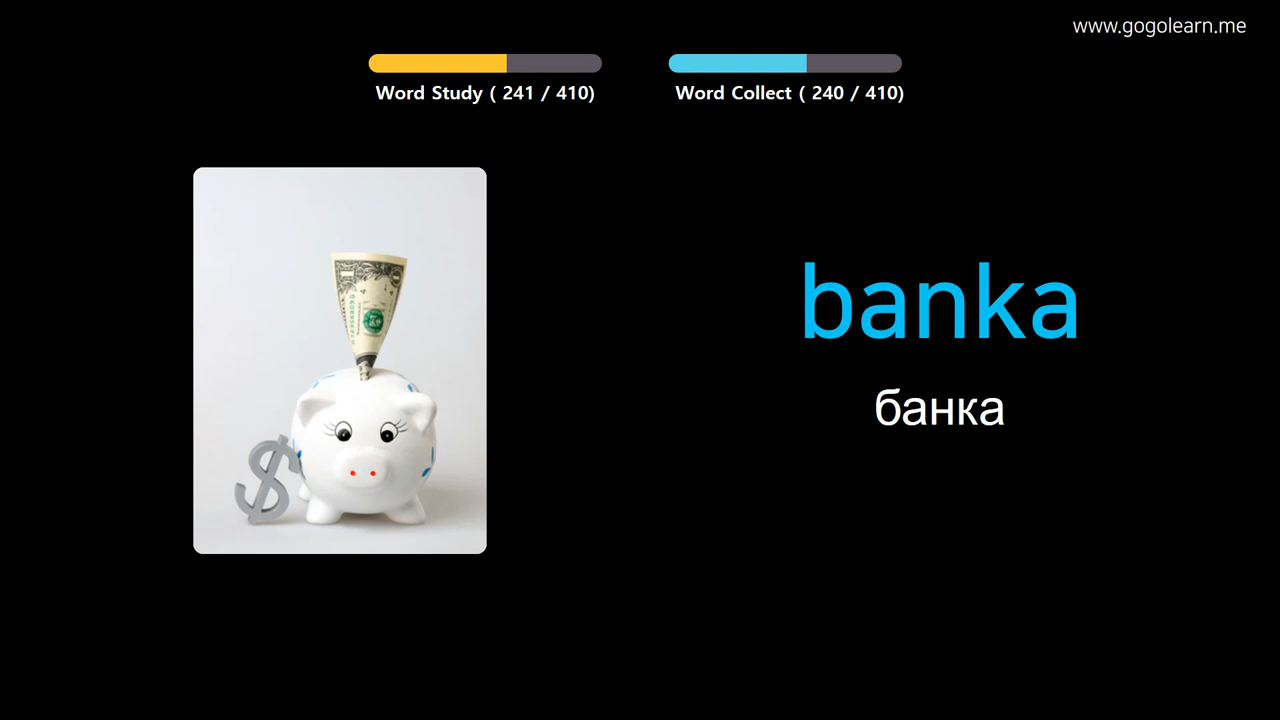 www.gogolearn.me
Word Study ( 241 / 410)
Word Collect ( 240 / 410)
banka
банка
$